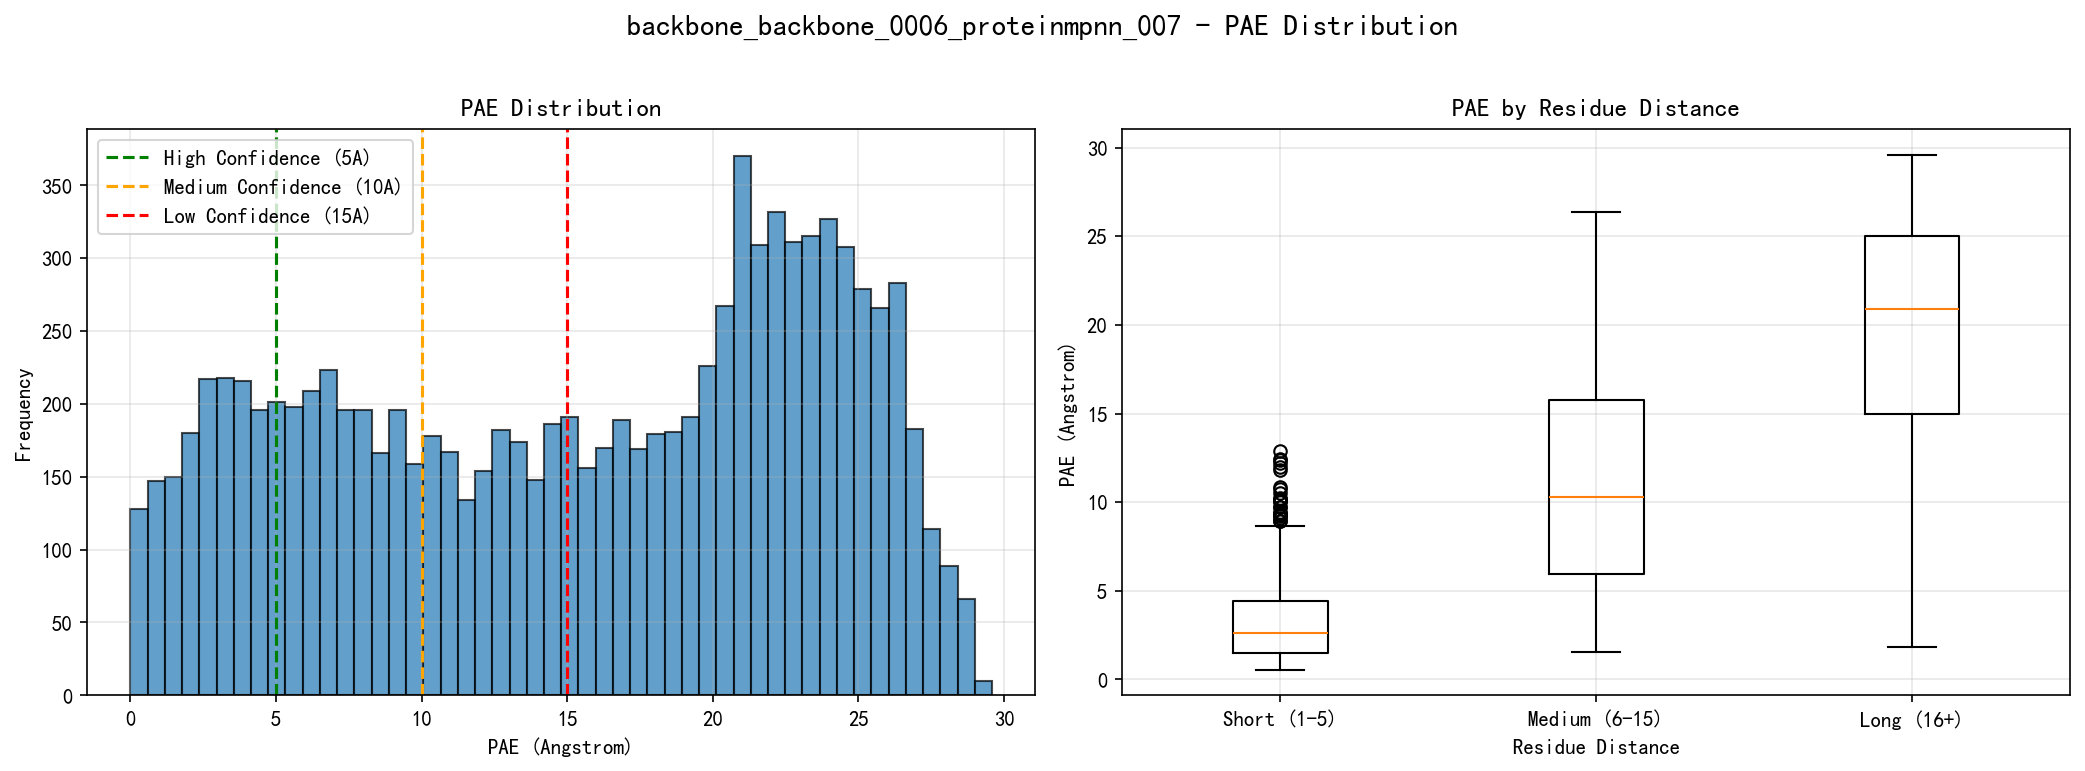 backbone_backbone_0006_proteinmpnn_007 - PAE Distribution
PAE Distribution
High Confidence (5A)
Medium Confidence (10A)
Low Confidence (15A)
Frequency
350
300
250
200
150
100
50
0
0 5 10 15 20 25 30
PAE (Angstrom)
PAE by Residue Distance
PAE (Angstrom)
30
25
20
15
10
5
0
Short (1-5) Medium (6-15) Long (16+)
Residue Distance